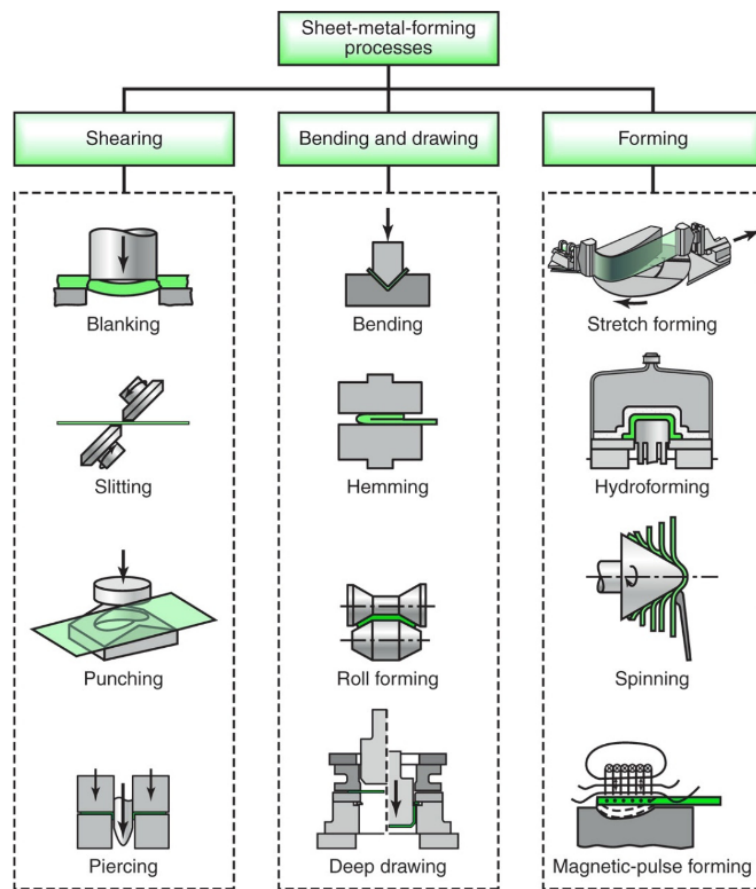 Sheet-metal-forming
processes
Shearing
Bending and drawing
Forming
Blanking
Slitting
Punching
Piercing
Bending
Hemming
Roll forming
Deep drawing
Stretch forming
Hydroforming
Spinning
Magnetic-pulse forming